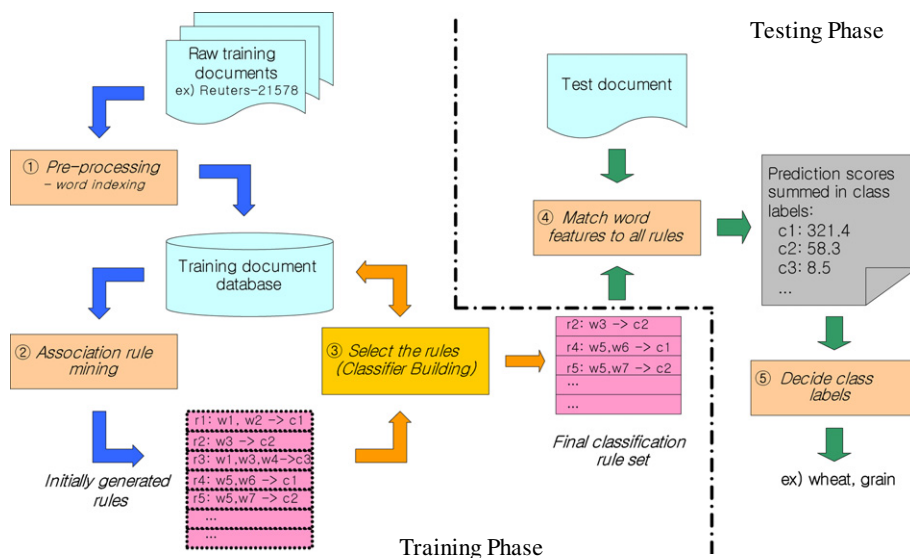 Testing Phase
Raw training
documents
ex) Reuters-21578
① Pre-processing
- word indexing
Training document
database
② Association rule
mining
Initially generated
rules
r1: w1, w2 -> c1
r2: w3 -> c2
r3: w1,w3,w4->c3
r4: w5,w6 -> c1
r5: w5,w7 -> c2
...
...
③ Select the rules
(Classifier Building)
r2: w3 -> c2
r4: w5,w6 -> c1
r5: w5,w7 -> c2
...
...
Final classification
rule set
Test document
④ Match word
features to all rules
Prediction scores
summed in class
labels:
c1: 321.4
c2: 58.3
c3: 8.5
...
⑤ Decide class
labels
ex) wheat, grain
Training Phase